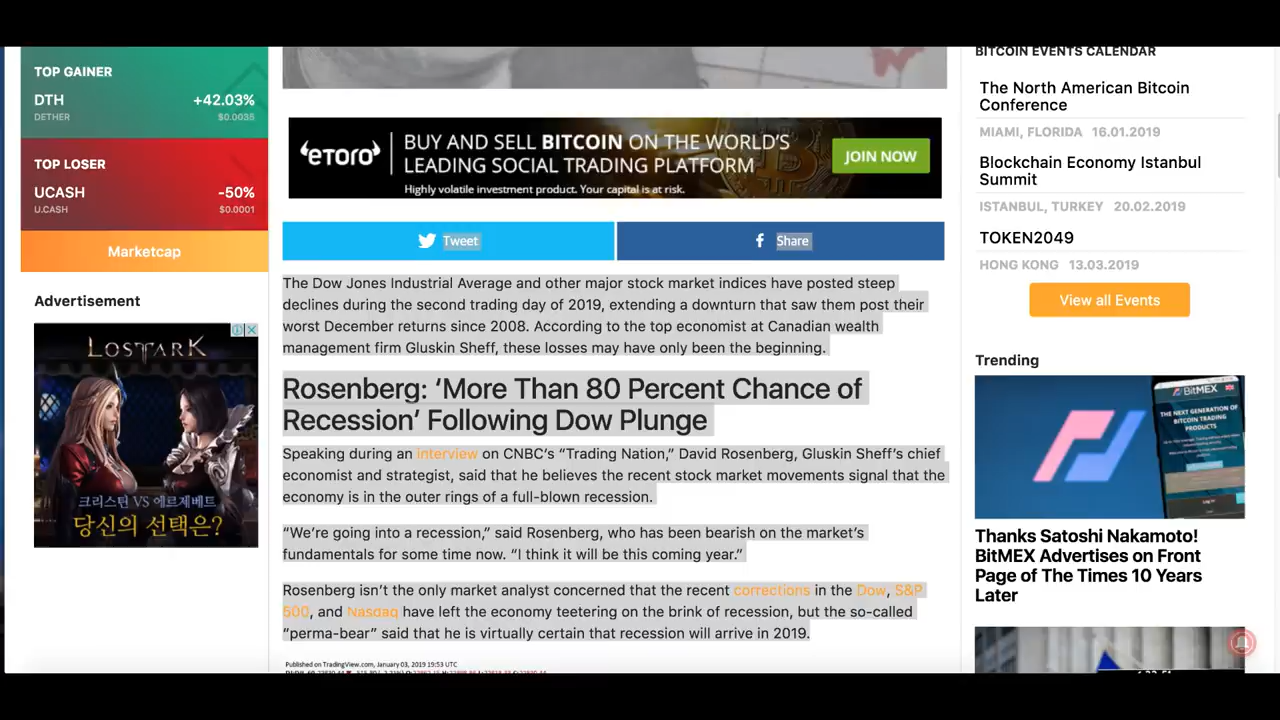 TOP GAINER
DTH +42.03%
DETHER $0.0035
TOP LOSER
UCASH -50%
U.CASH $0.0001
Marketcap
Advertisement
LOSTARK
크리스틴 VS 에르제베트
당신의 선택은?
eToro
BUY AND SELL BITCOIN ON THE WORLD'S
LEADING SOCIAL TRADING PLATFORM
Highly volatile investment product. Your capital is at risk.
JOIN NOW
Tweet
Share
The Dow Jones Industrial Average and other major stock market indices have posted steep
declines during the second trading day of 2019, extending a downturn that saw them post their
worst December returns since 2008. According to the top economist at Canadian wealth
management firm Gluskin Sheff, these losses may have only been the beginning.
Rosenberg: ‘More Than 80 Percent Chance of
Recession’ Following Dow Plunge
Speaking during an interview on CNBC’s “Trading Nation,” David Rosenberg, Gluskin Sheff’s chief
economist and strategist, said that he believes the recent stock market movements signal that the
economy is in the outer rings of a full-blown recession.
“We’re going into a recession,” said Rosenberg, who has been bearish on the market’s
fundamentals for some time now. “I think it will be this coming year.”
Rosenberg isn’t the only market analyst concerned that the recent corrections in the Dow, S&P
500, and Nasdaq have left the economy teetering on the brink of recession, but the so-called
“perma-bear” said that he is virtually certain that recession will arrive in 2019.
Published on TradingView.com, January 03, 2019 19:53 UTC
BITCOIN EVENTS CALENDAR
The North American Bitcoin
Conference
MIAMI, FLORIDA 16.01.2019
Blockchain Economy Istanbul
Summit
ISTANBUL, TURKEY 20.02.2019
TOKEN2049
HONG KONG 13.03.2019
View all Events
Trending
BitMEX
THE NEXT GENERATION OF
BITCOIN TRADING
PRODUCTS
Thanks Satoshi Nakamoto!
BitMEX Advertises on Front
Page of The Times 10 Years
Later